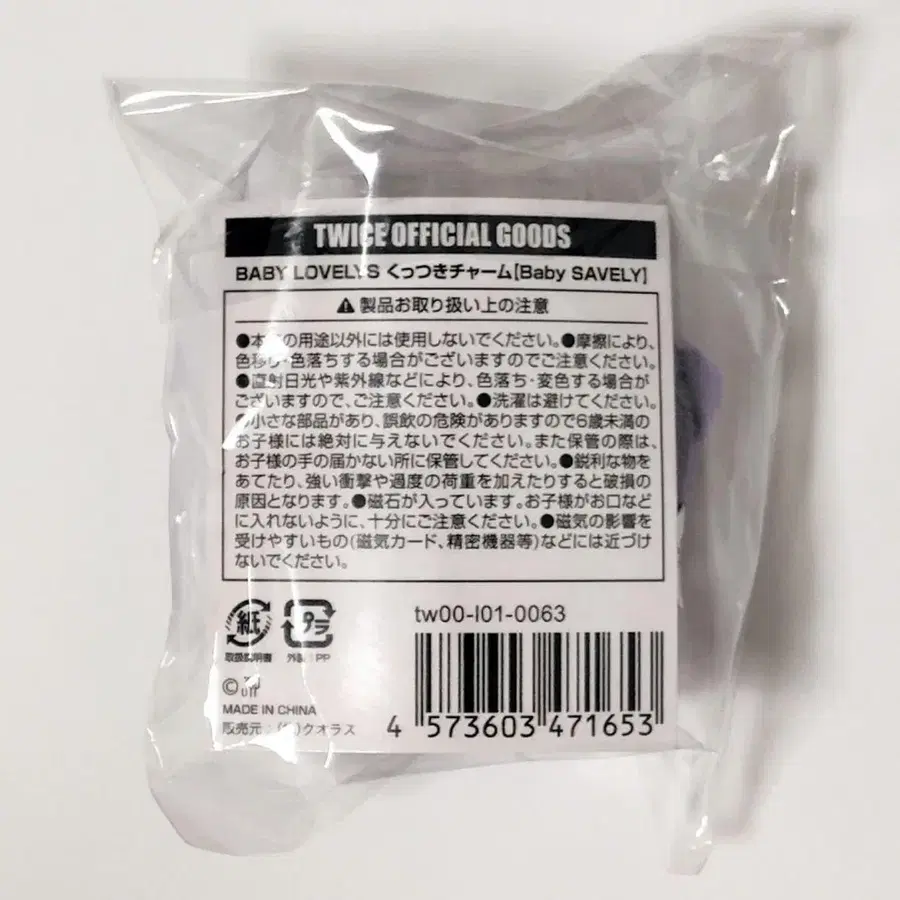 TWICE OFFICIAL GOODS
BABY LOVELYS くっつきチャーム[Baby SAVELY]
⚠製品お取り扱い上の注意
●本来の用途以外には使用しないでください。●摩擦により、
色移り・色落ちする場合がございますのでご注意ください。
●直射日光や紫外線などにより、色落ち・変色する場合が
ございますので、ご注意ください。●洗濯は避けてください。
●小さな部品があり、誤飲の危険がありますので6歳未満の
お子様には絶対に与えないでください。また保管の際は、
お子様の手の届かない所に保管してください。●鋭利な物を
あてたり、強い衝撃や過度の荷重を加えたりすると破損の
原因となります。●磁石が入っています。お子様がお口など
に入れないように、十分にご注意ください。●磁気の影響を
受けやすいもの(磁気カード、精密機器等)などには近づけ
ないでください。
紙 プラ
取扱説明書 外装:PP
tw00-I01-0063
©
MADE IN CHINA
販売元:(株)クオラス
4 573603 471653